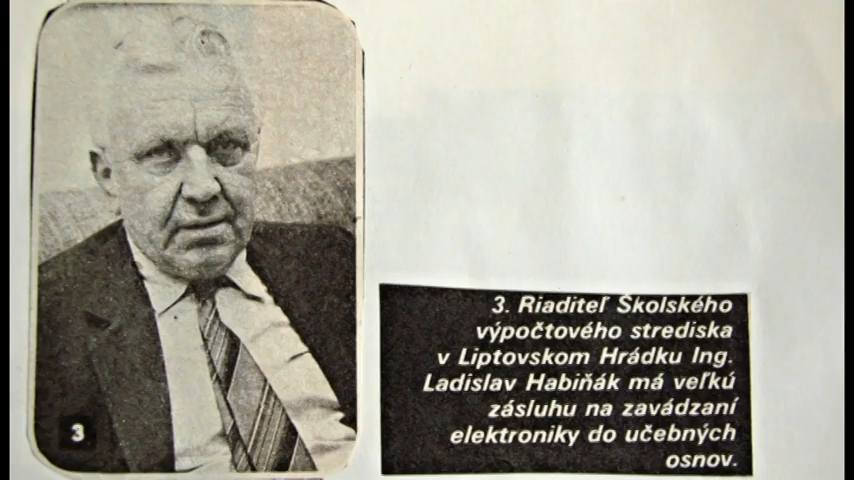 3
3. Riaditeľ Školského
výpočtového strediska
v Liptovskom Hrádku Ing.
Ladislav Habiňák má veľkú
zásluhu na zavádzaní
elektroniky do učebných
osnov.